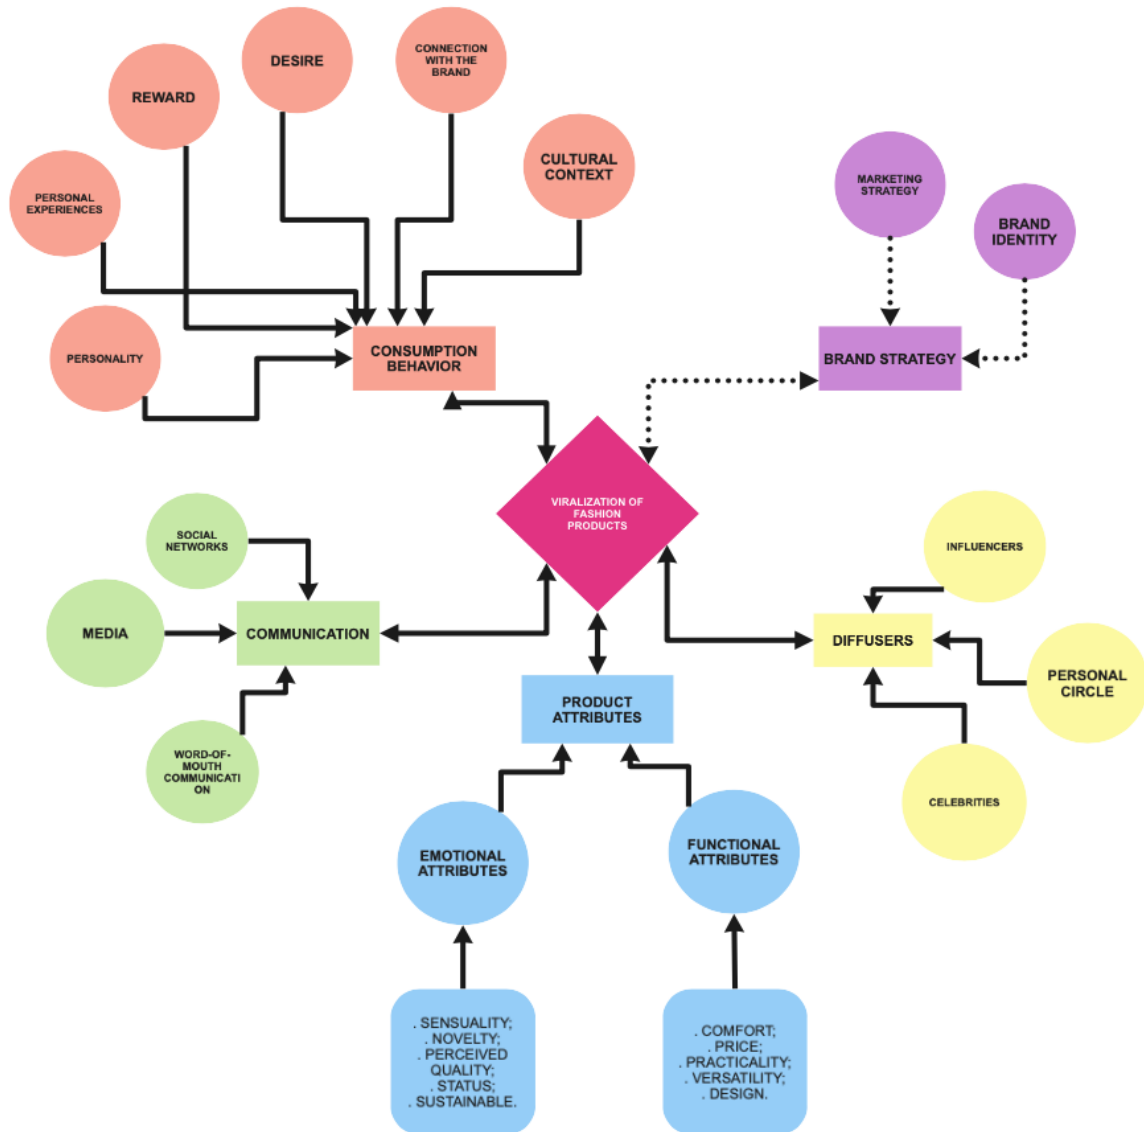 DESIRE
CONNECTION
WITH THE
BRAND
REWARD
CULTURAL
CONTEXT
PERSONAL
EXPERIENCES
PERSONALITY
CONSUMPTION
BEHAVIOR
MARKETING
STRATEGY
BRAND
IDENTITY
BRAND STRATEGY
VIRALIZATION OF
FASHION
PRODUCTS
SOCIAL
NETWORKS
MEDIA
COMMUNICATION
WORD-OF-
MOUTH
COMMUNICATI
ON
INFLUENCERS
DIFFUSERS
PERSONAL
CIRCLE
CELEBRITIES
PRODUCT
ATTRIBUTES
EMOTIONAL
ATTRIBUTES
FUNCTIONAL
ATTRIBUTES
. SENSUALITY;
. NOVELTY;
. PERCEIVED
QUALITY;
. STATUS;
. SUSTAINABLE.
. COMFORT;
. PRICE;
. PRACTICALITY;
. VERSATILITY;
. DESIGN.